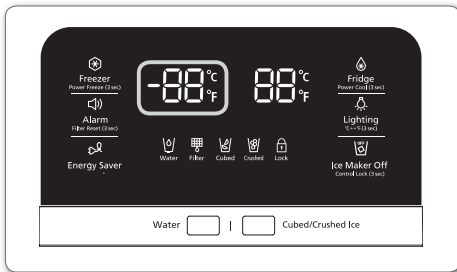 Freezer
Power Freeze (3 sec)
-88°C °F
88°C °F
Fridge
Power Cool (3 sec)
Alarm
Filter Reset (3 sec)
Lighting
°C↔°F (3 sec)
Energy Saver
Water
Filter
Cubed
Crushed
Lock
OFF
Ice Maker Off
Control Lock (3 sec)
Water
Cubed/Crushed Ice